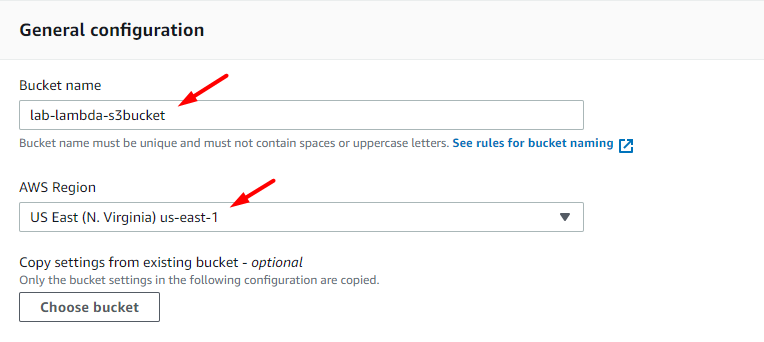 General configuration
Bucket name
lab-lambda-s3bucket
Bucket name must be unique and must not contain spaces or uppercase letters. See rules for bucket naming
AWS Region
US East (N. Virginia) us-east-1
Copy settings from existing bucket - optional
Only the bucket settings in the following configuration are copied.
Choose bucket